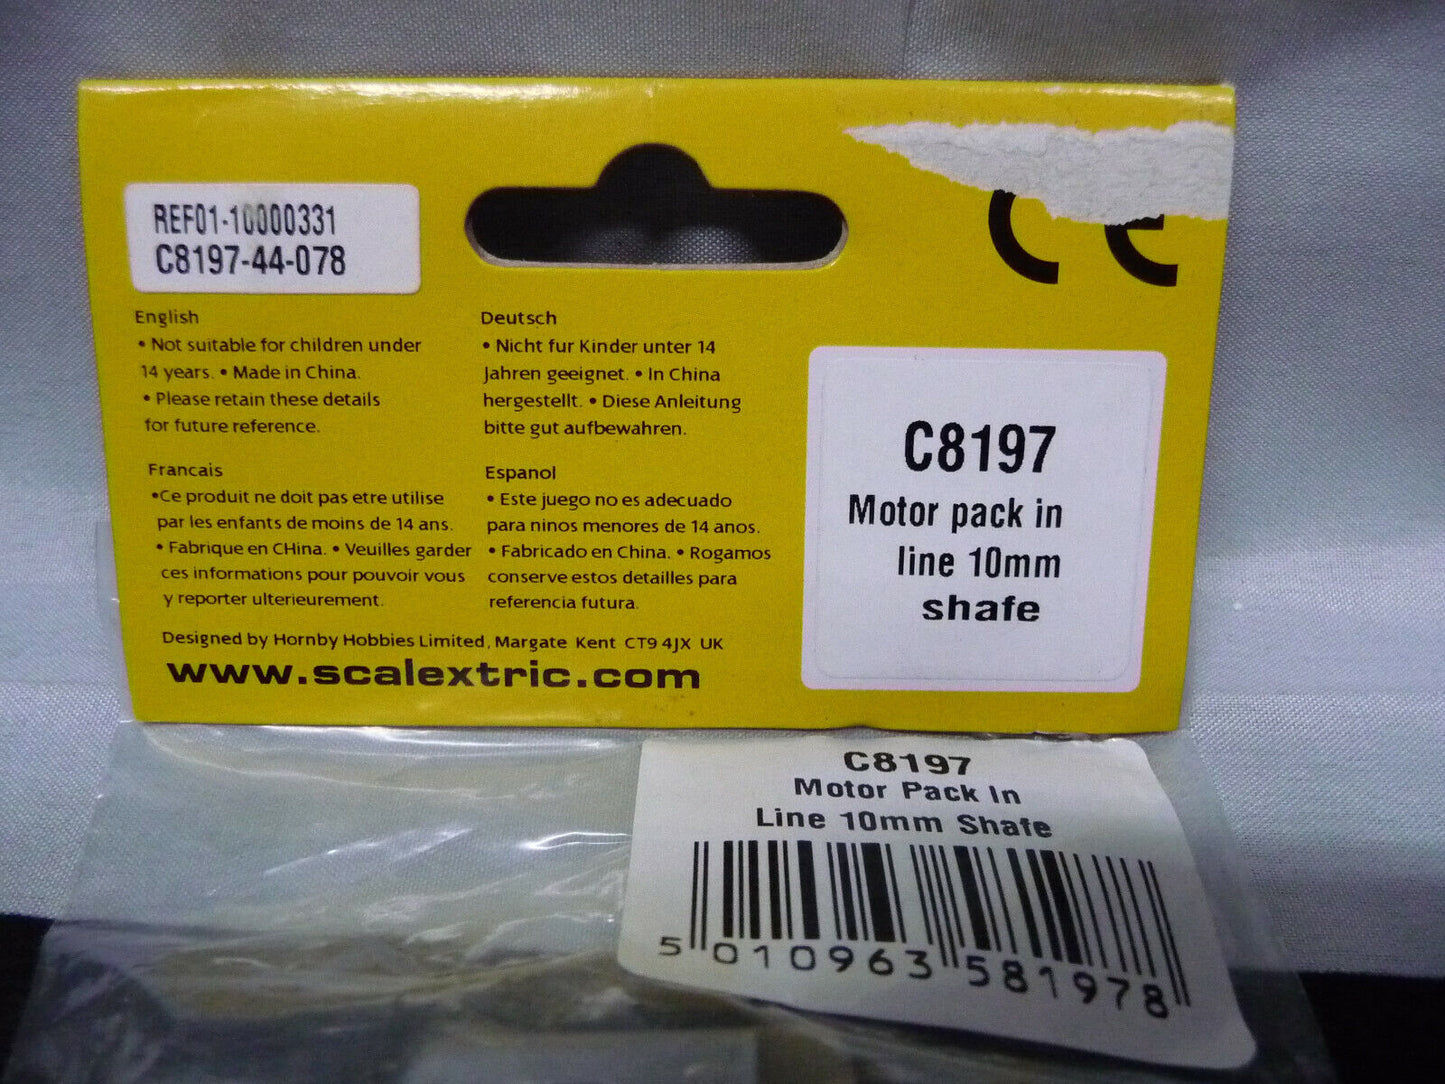 REF01-10000331
C8197-44-078
CE
English
• Not suitable for children under
14 years. • Made in China.
• Please retain these details
for future reference.
Deutsch
• Nicht fur Kinder unter 14
Jahren geeignet. • In China
hergestellt. • Diese Anleitung
bitte gut aufbewahren.
Francais
•Ce produit ne doit pas etre utilise
par les enfants de moins de 14 ans.
• Fabrique en CHina. • Veuilles garder
ces informations pour pouvoir vous
y reporter ulterieurement.
Espanol
• Este juego no es adecuado
para ninos menores de 14 anos.
• Fabricado en China. • Rogamos
conserve estos detailles para
referencia futura.
Designed by Hornby Hobbies Limited, Margate Kent CT9 4JX UK
www.scalextric.com
C8197
Motor pack in
line 10mm
shafe
C8197
Motor Pack In
Line 10mm Shafe
5 010963 581978